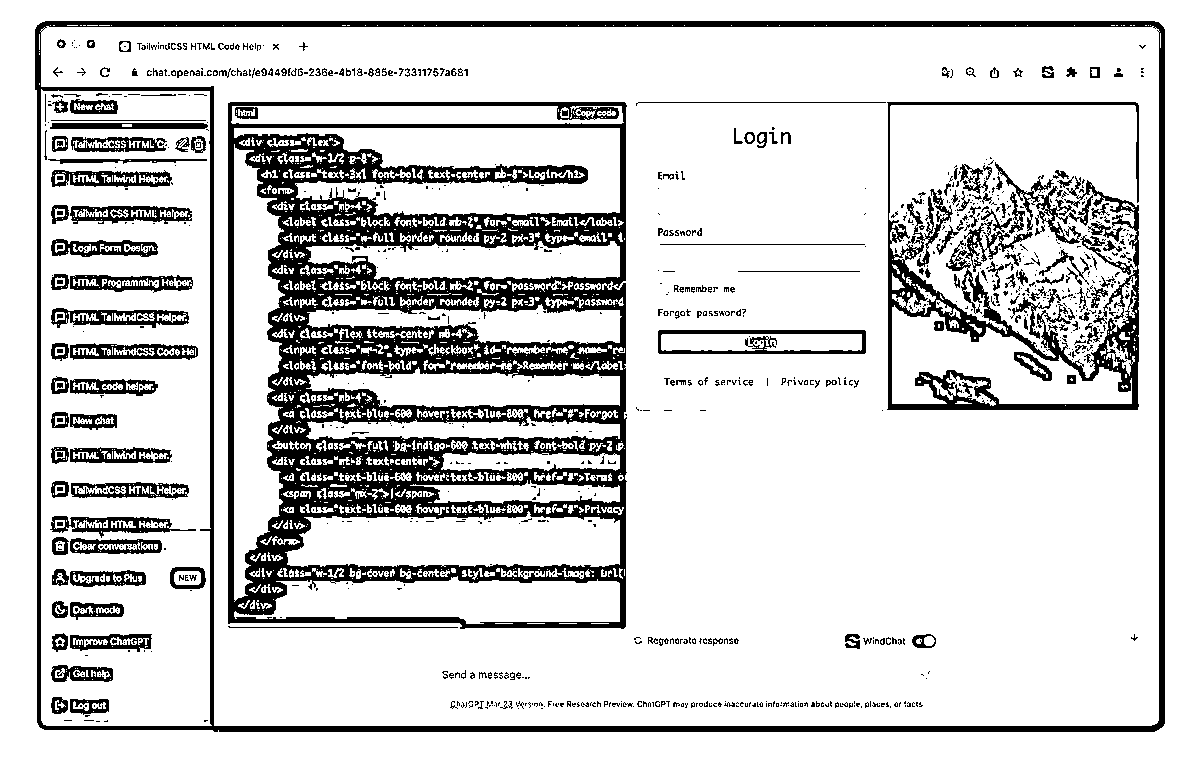 TailwindCSS HTML Code Help
chat.openai.com/chat/e9449fd6-236e-4b18-885e-73311757a681
New chat
TailwindCSS HTML C
HTML Tailwind Helper.
Tailwind CSS HTML Helper.
Login Form Design.
HTML Programming Helper.
HTML TailwindCSS Helper.
HTML TailwindCSS Code Hel
HTML code helper.
New chat
HTML Tailwind Helper.
TailwindCSS HTML Helper.
Tailwind HTML Helper.
Clear conversations
Upgrade to Plus NEW
Dark mode
Improve ChatGPT
Get help
Log out
html Copy code
<div class="flex">
<div class="w-1/2 p-8">
<h1 class="text-3xl font-bold text-center mb-8">Login</h1>
<form>
<div class="mb-4">
<label class="block font-bold mb-2" for="email">Email</label>
<input class="w-full border rounded py-2 px-3" type="email" i
</div>
<div class="mb-4">
<label class="block font-bold mb-2" for="password">Password</
<input class="w-full border rounded py-2 px-3" type="password
</div>
<div class="flex items-center mb-4">
<input class="mr-2" type="checkbox" id="remember-me" name="re
<label class="font-bold" for="remember-me">Remember me</label
</div>
<div class="mb-4">
<a class="text-blue-600 hover:text-blue-800" href="#">Forgot p
</div>
<button class="w-full bg-indigo-600 text-white font-bold py-2 p
<div class="mt-8 text-center">
<a class="text-blue-600 hover:text-blue-800" href="#">Terms o
<span class="mx-2">|</span>
<a class="text-blue-600 hover:text-blue-800" href="#">Privacy
</div>
</form>
</div>
<div class="w-1/2 bg-cover bg-center" style="background-image: url(
</div>
</div>
Login
Email
Password
Remember me
Forgot password?
Login
Terms of service | Privacy policy
Regenerate response
WindChat
Send a message...
ChatGPT Mar 23 Version. Free Research Preview. ChatGPT may produce inaccurate information about people, places, or facts